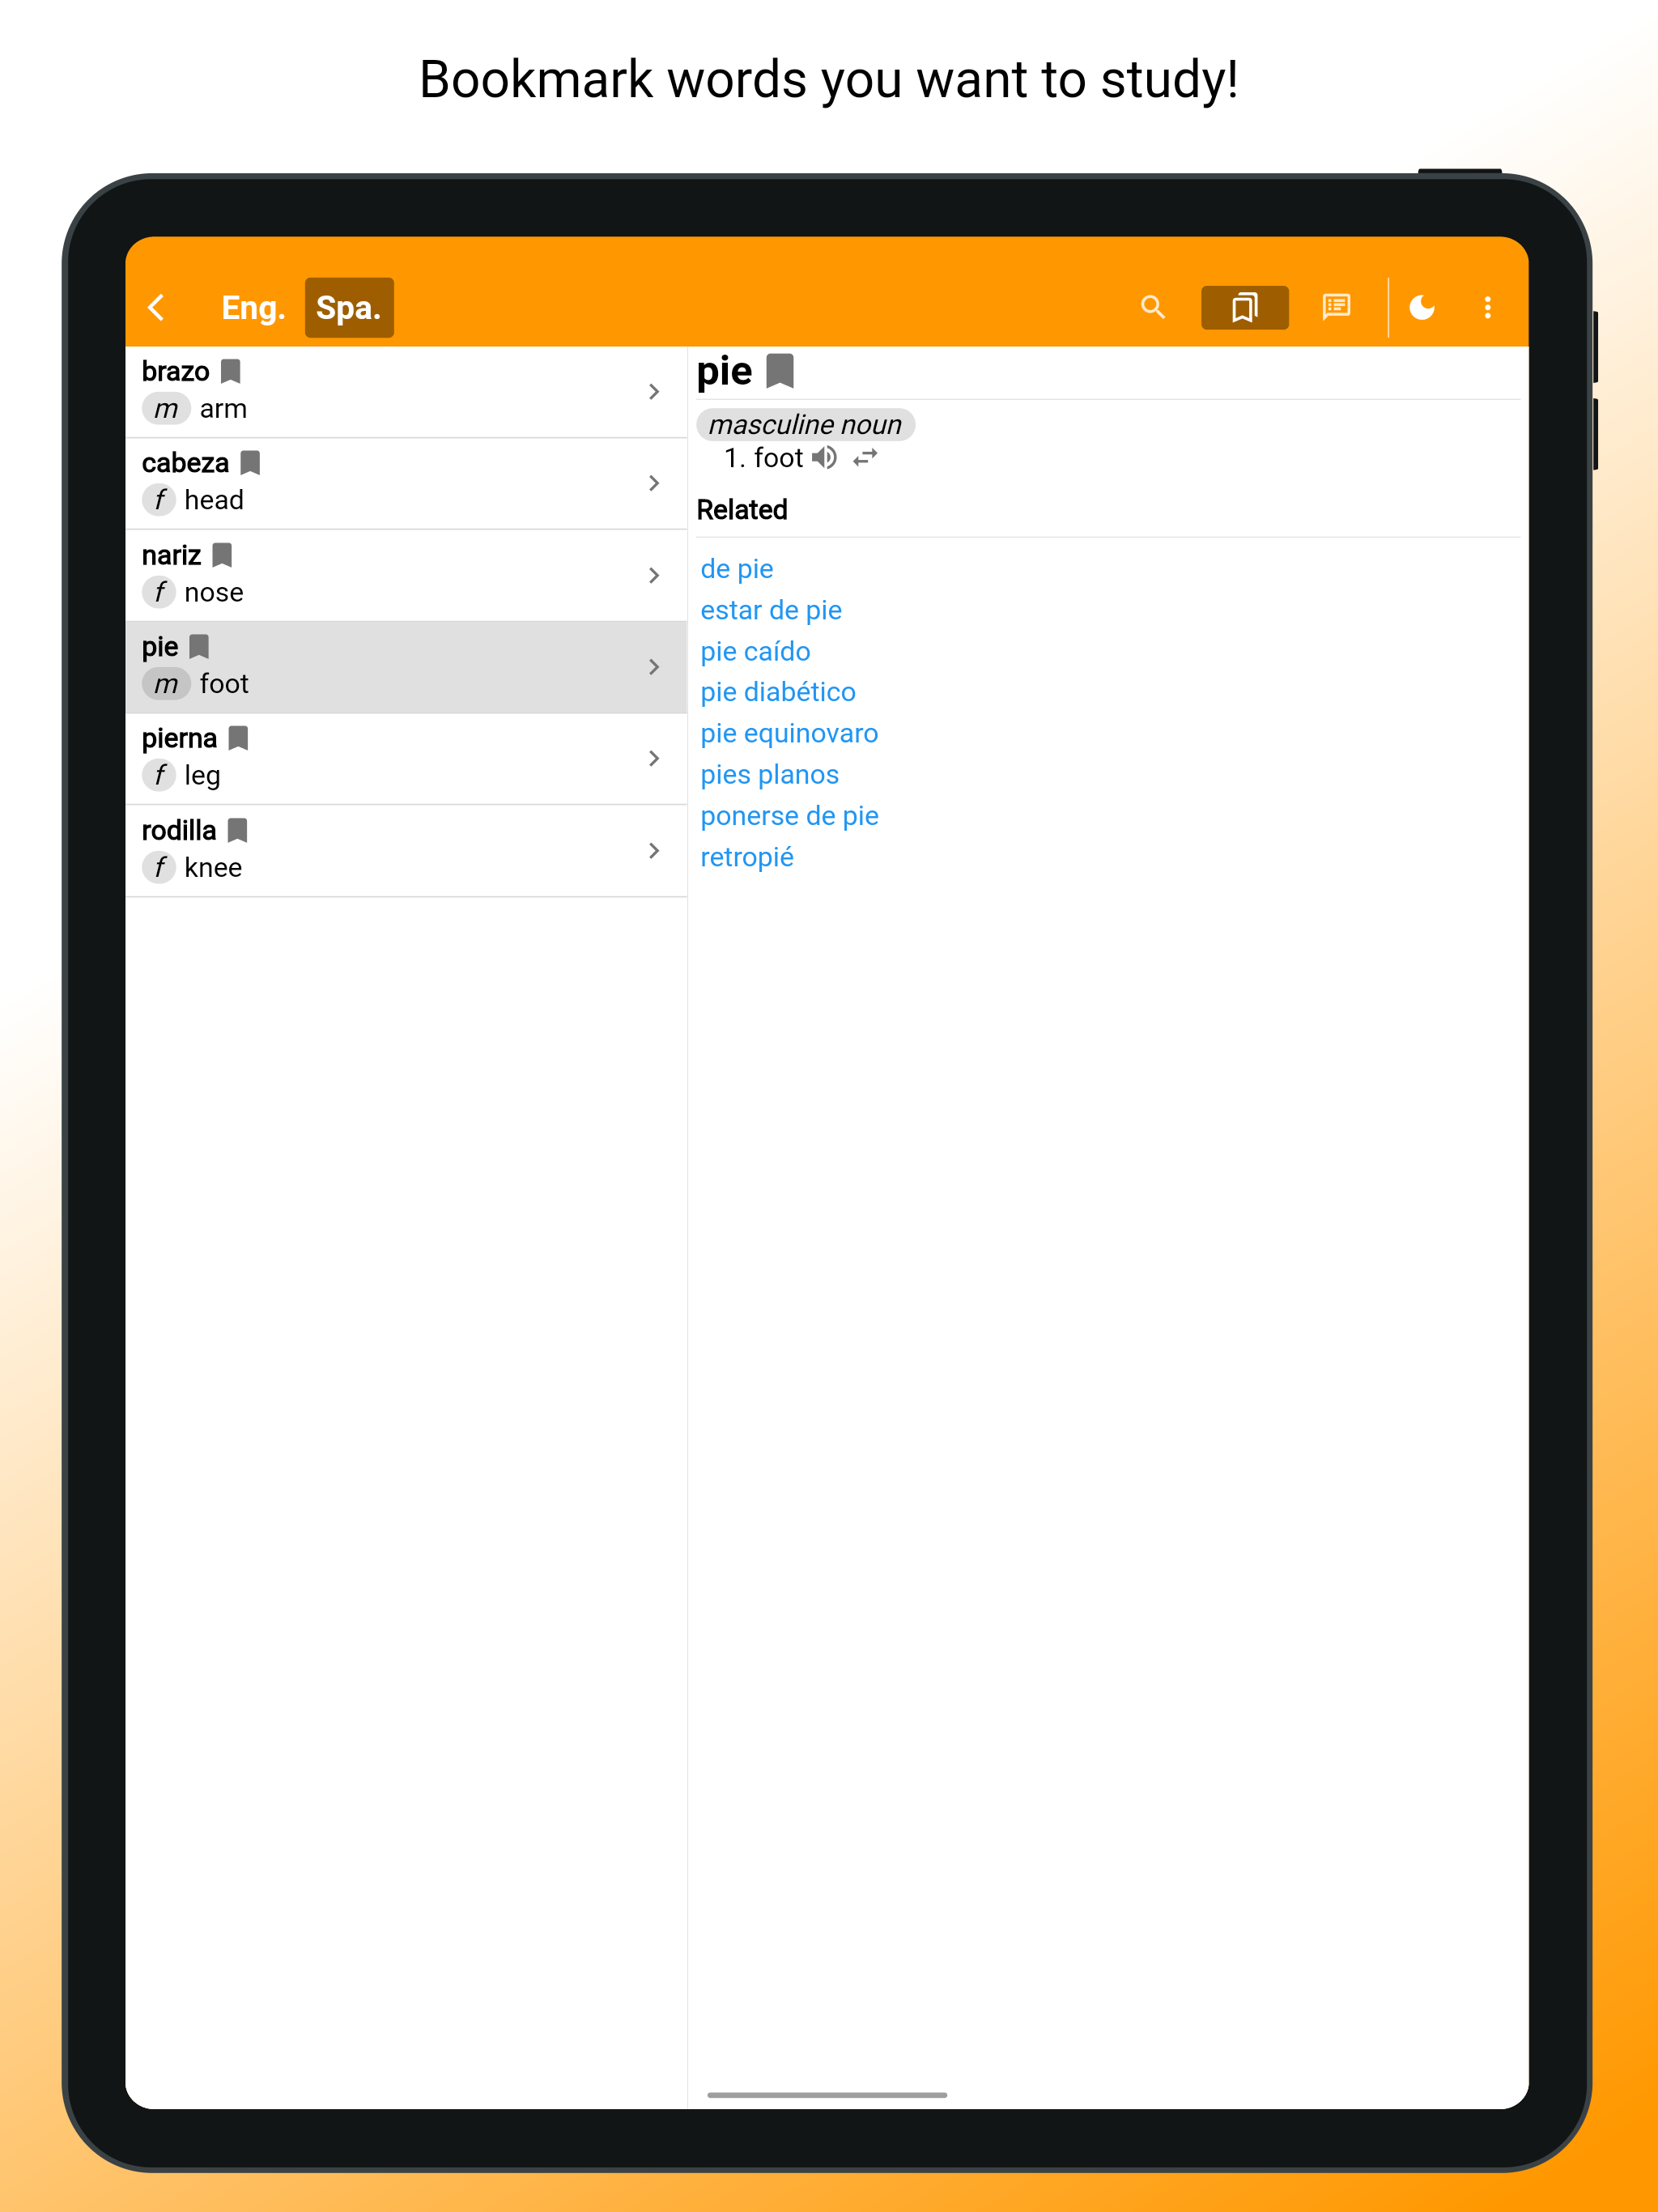 Bookmark words you want to study!
Eng. Spa.
brazo
m arm
cabeza
f head
nariz
f nose
pie
m foot
pierna
f leg
rodilla
f knee
pie
masculine noun
1. foot
Related
de pie
estar de pie
pie caído
pie diabético
pie equinovaro
pies planos
ponerse de pie
retropié